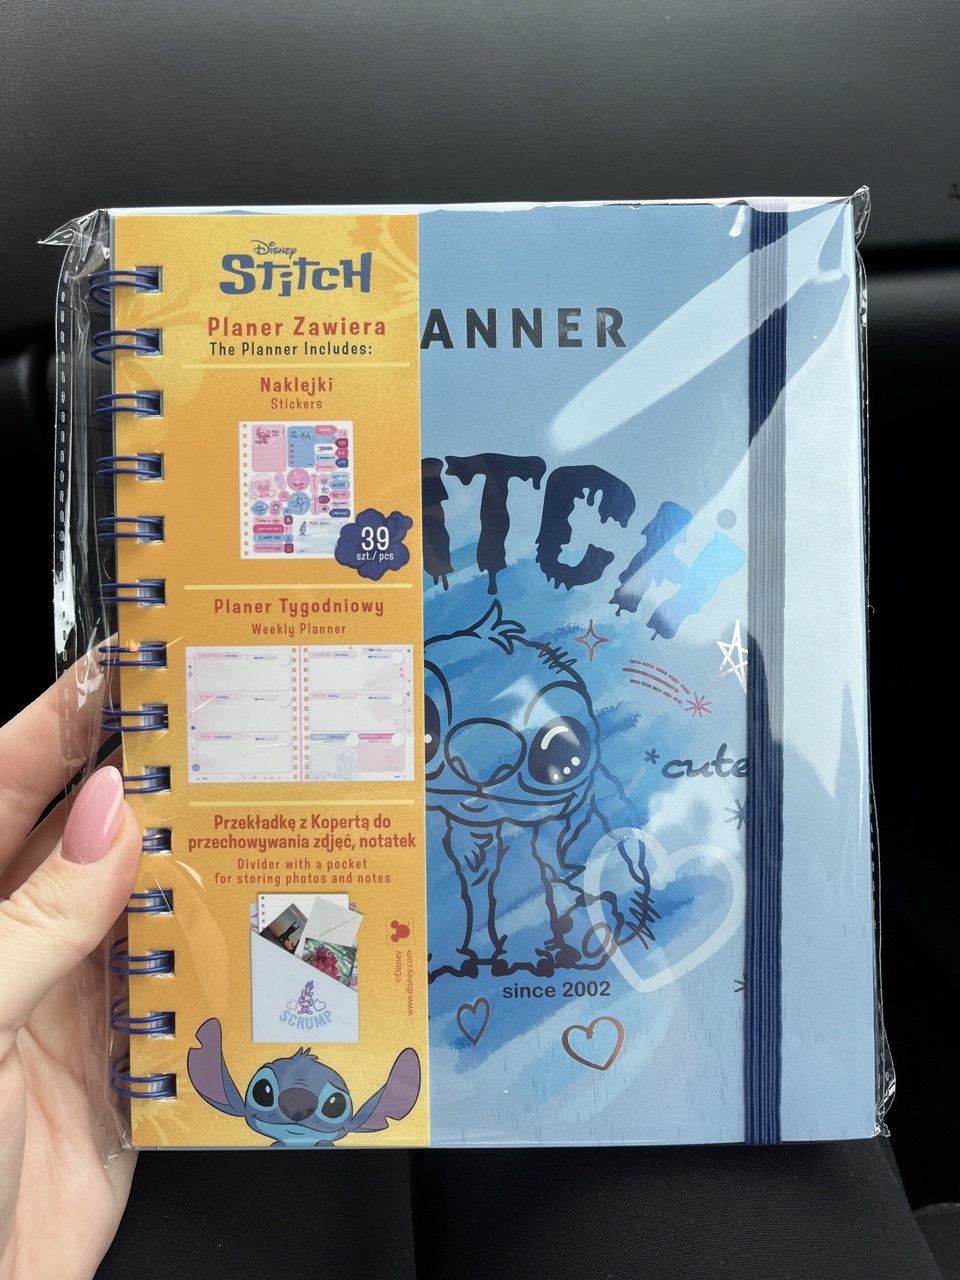 Disney
Stitch
Planer Zawiera
The Planner Includes:
Naklejki
Stickers
39
szt./ pcs
Planer Tygodniowy
Weekly Planner
Przekładkę z Kopertą do
przechowywania zdjęć, notatek
Divider with a pocket
for storing photos and notes
SCRUMP
©Disney
www.disney.com
ANNER
ITCH
*cute
since 2002